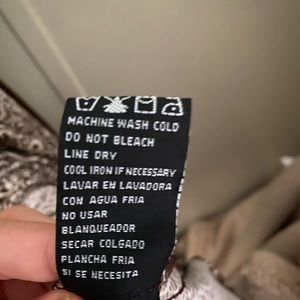 MACHINE WASH COLD
DO NOT BLEACH
LINE DRY
COOL IRON IF NECESSARY
LAVAR EN LAVADORA
CON AGUA FRIA
NO USAR
BLANQUEADOR
SECAR COLGADO
PLANCHA FRIA
SI SE NECESITA